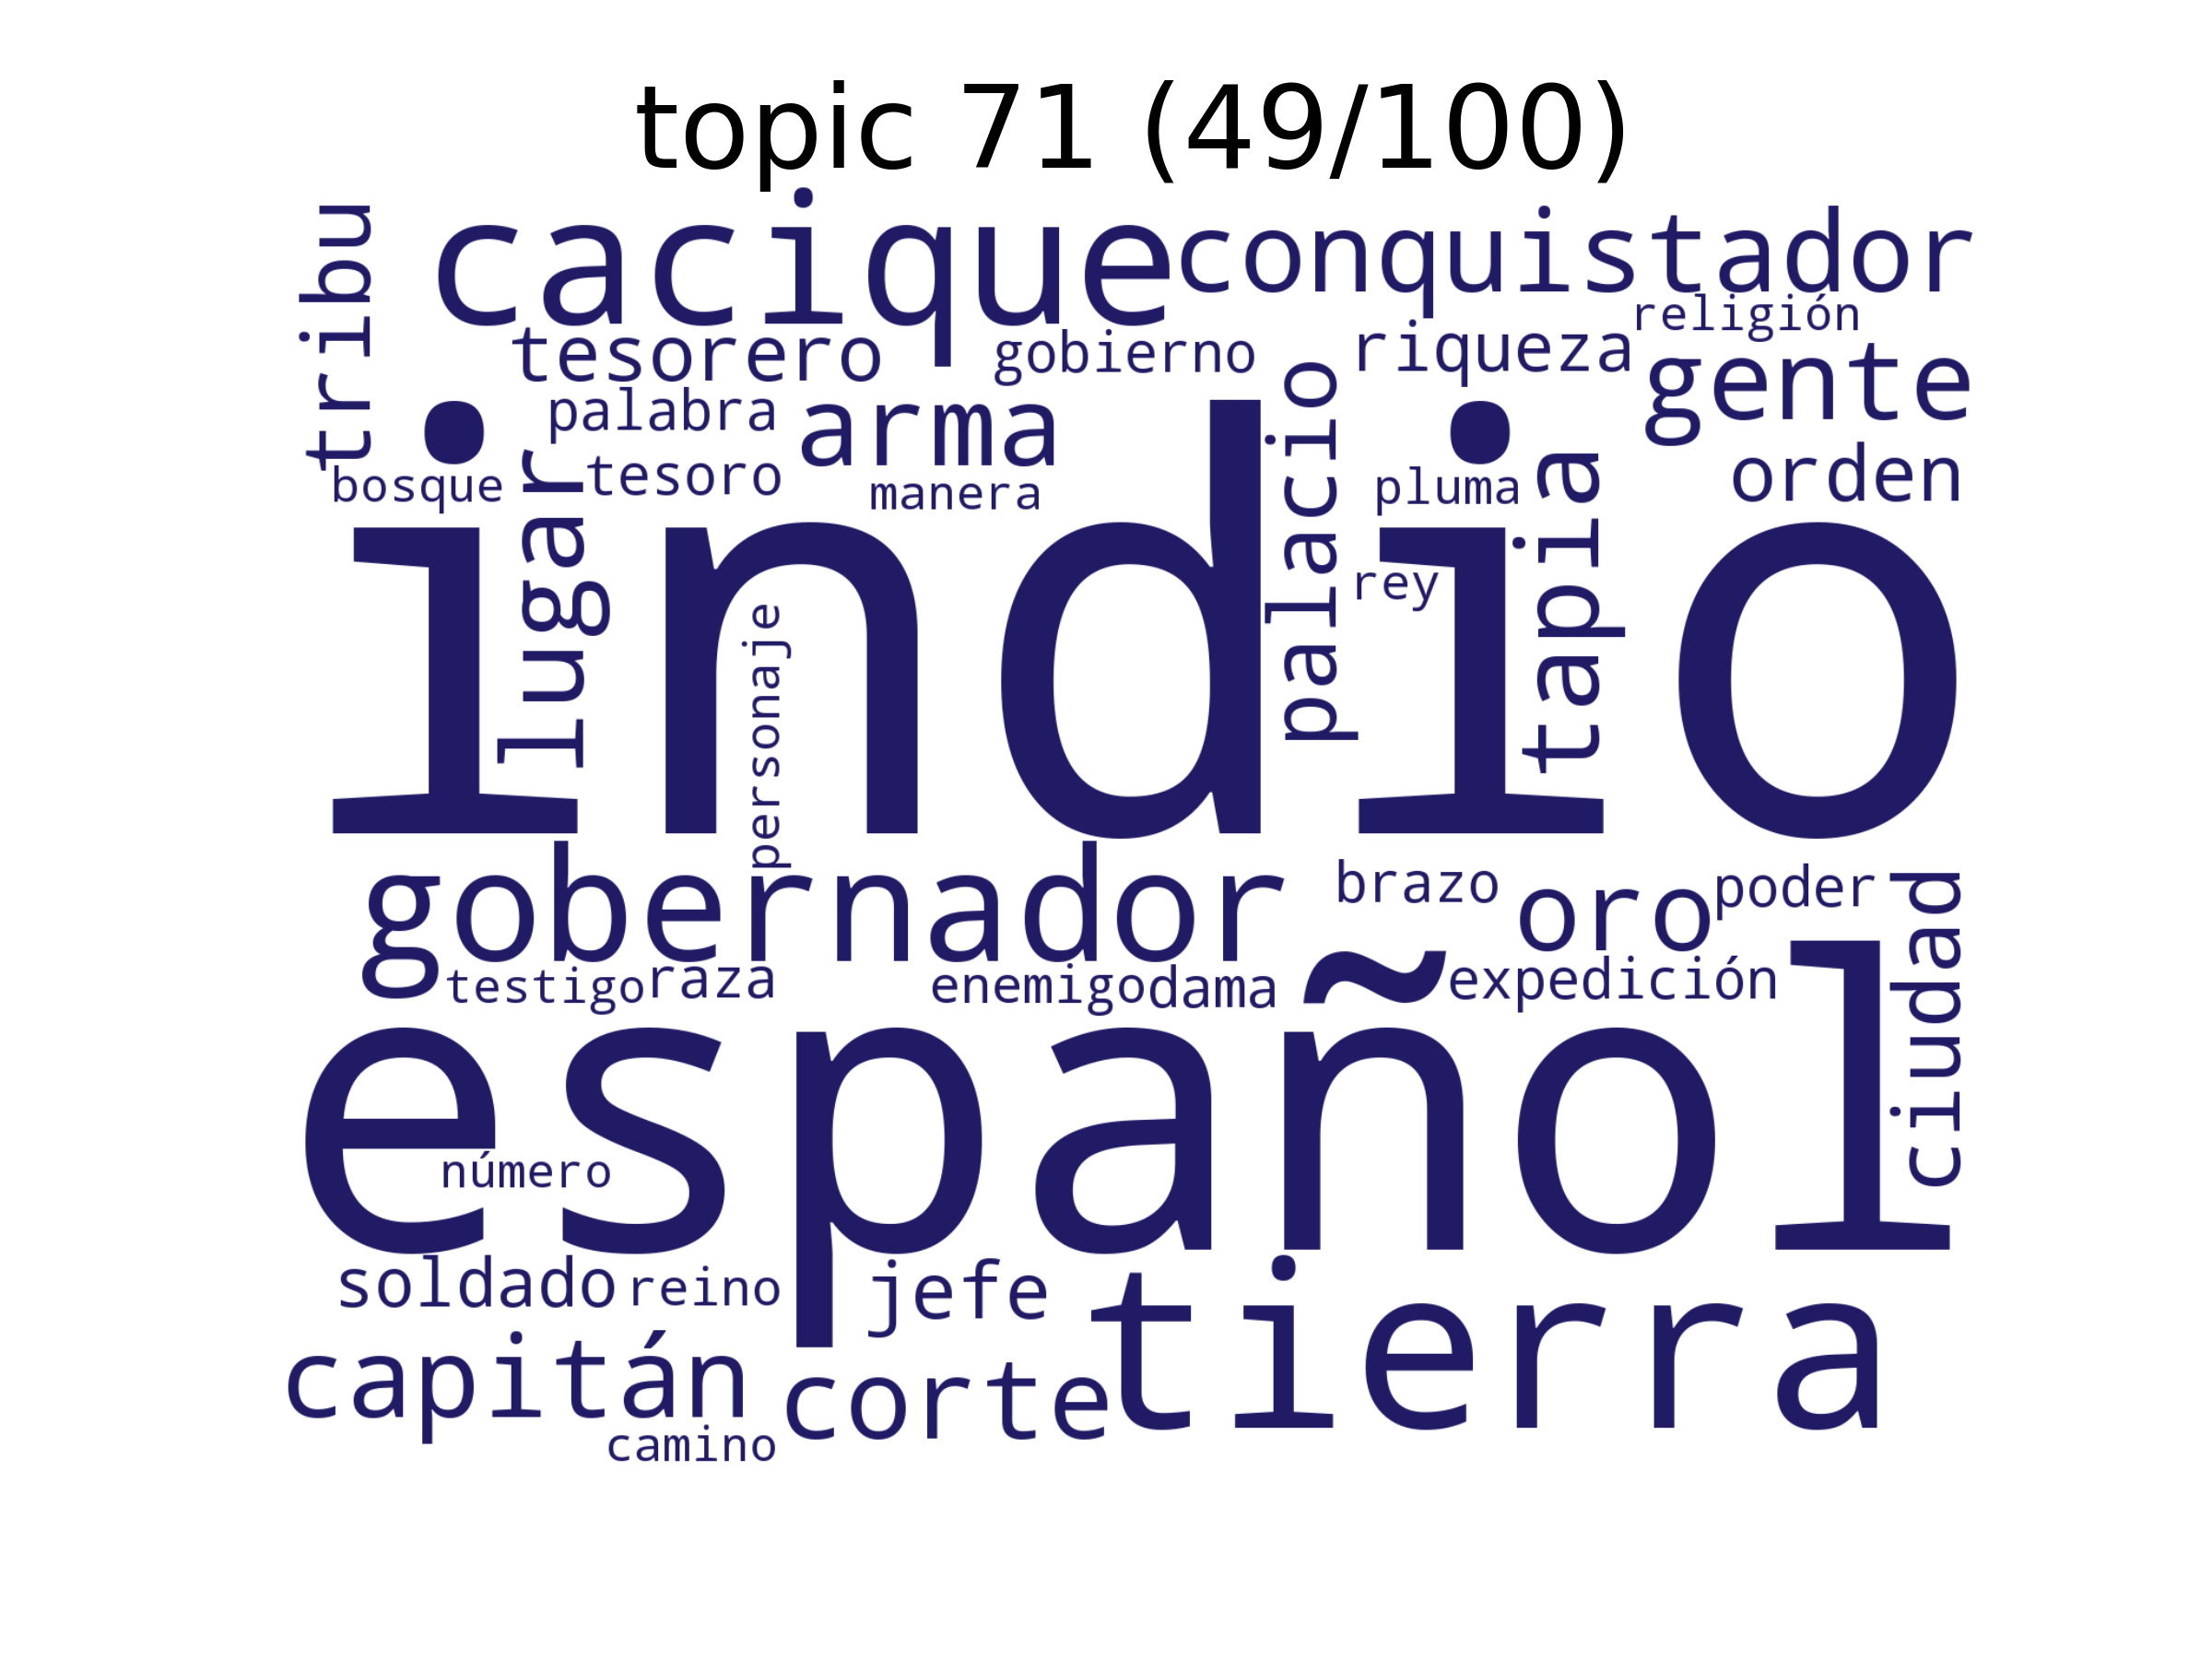 topic 71 (49/100)
tribu
cacique
conquistador
religión
tesorero
gobierno
riqueza
gente
palabra
arma
palacio
orden
bosque
lugar
tesoro
manera
pluma
tapia
indio
rey
personaje
gobernador
brazo
oro
poder
ciudad
testigo
raza
enemigo
dama
expedición
español
número
soldado
reino
jefe
tierra
capitán
corte
camino